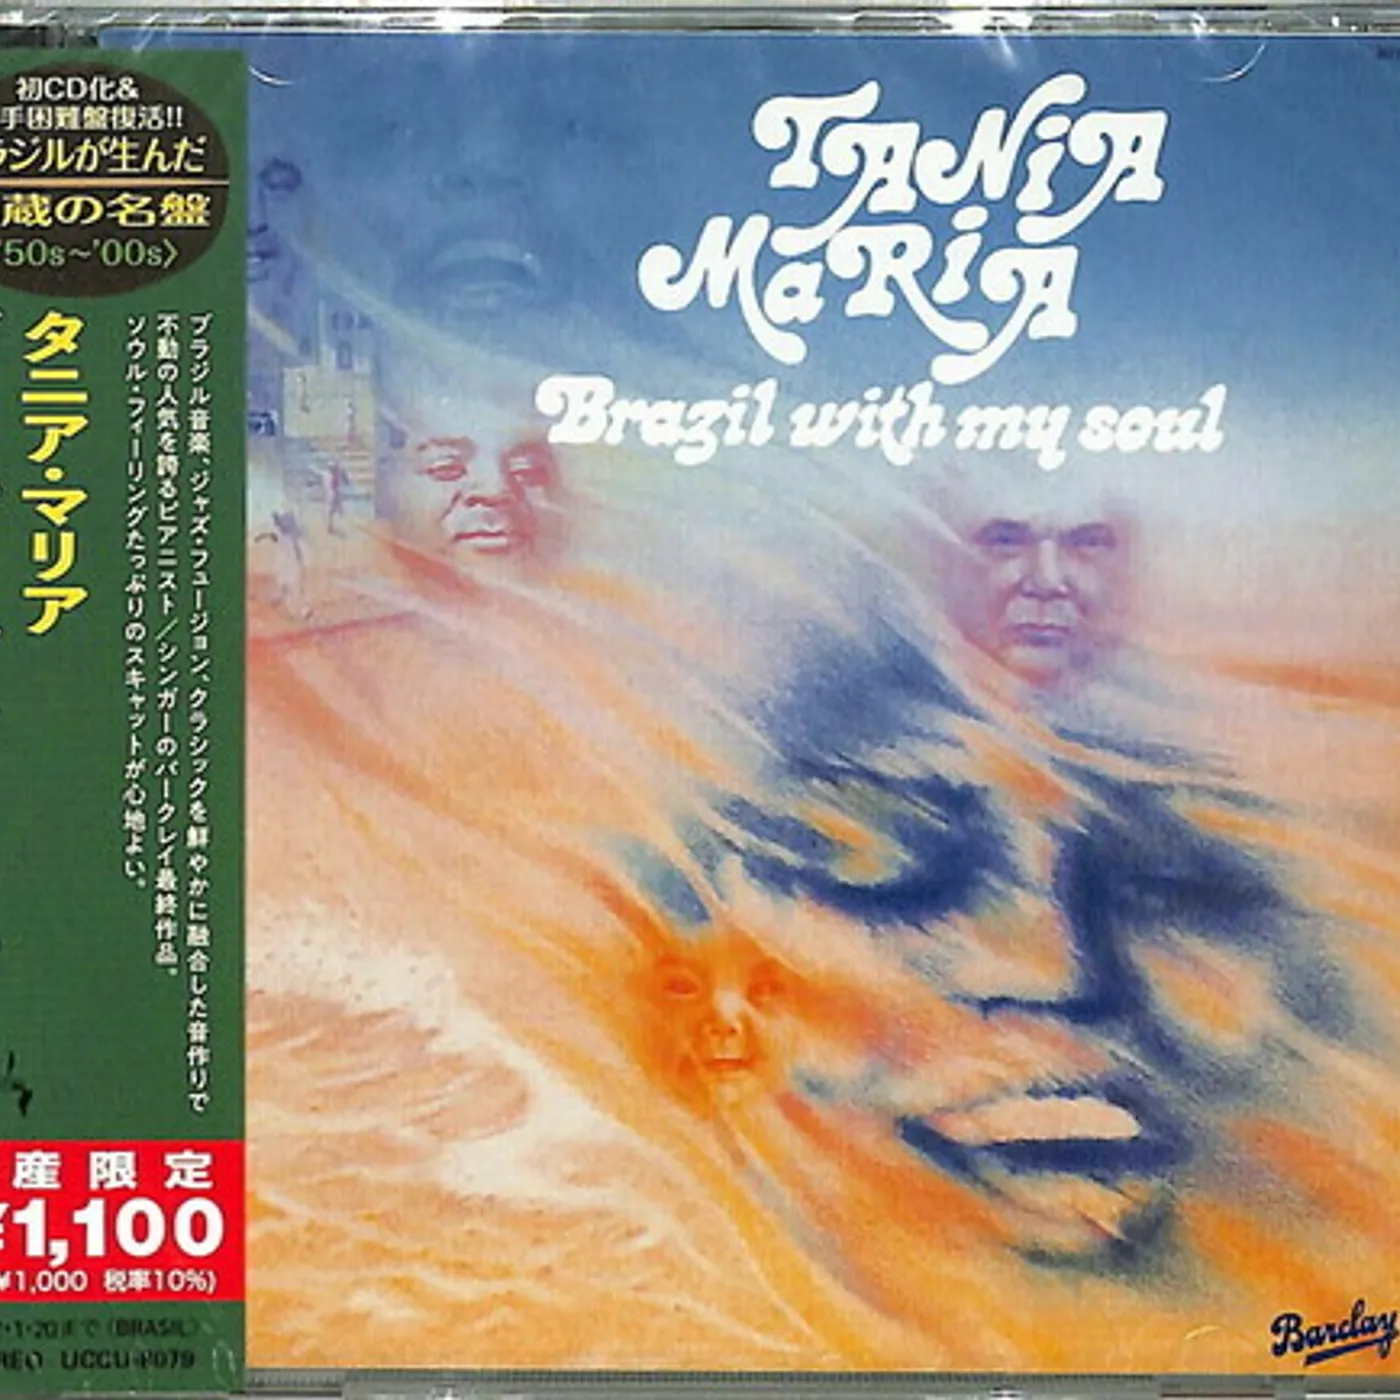 初CD化&
手困難盤復活!!
ラジルが生んだ
蔵の名盤
'50s~'00s〉
タニア・マリア
ブラジル音楽、ジャズ・フュージョン、クラシックを鮮やかに融合した音作りで
不動の人気を誇るピアニスト/シンガーのバークレイ最終作品。
ソウル・フィーリングたっぷりのスキャットが心地よい。
産限定
¥1,100
¥1,000 税率10%)
・1・20まで〈BRASIL〉
REO UCCU-
TANiA
MaRiA
Brazil with my soul
Barclay